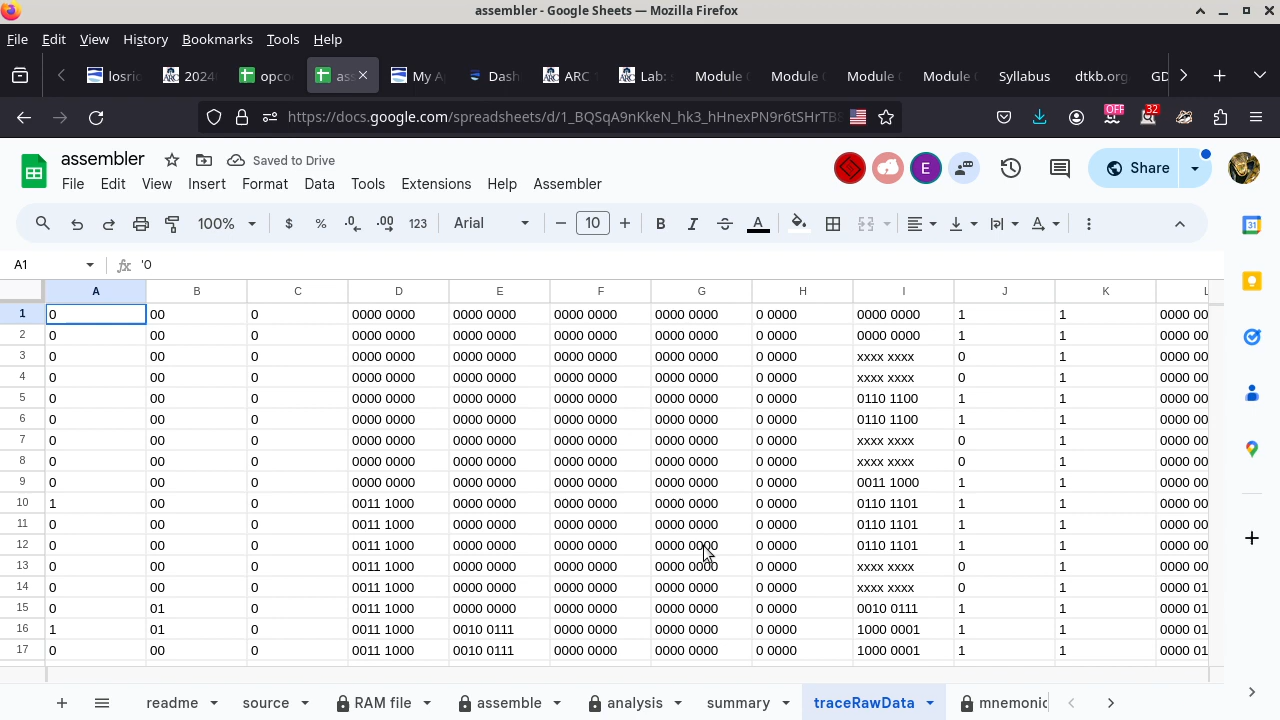 assembler - Google Sheets — Mozilla Firefox
File Edit View History Bookmarks Tools Help
losrio 2024 opco ass My A Dash ARC Lab: Module Module Module Module Syllabus dtkb.org GD
https://docs.google.com/spreadsheets/d/1_BQSqA9nKkeN_hk3_hHnexPN9r6tSHrTB OFF 32
assembler Saved to Drive E Share
File Edit View Insert Format Data Tools Extensions Help Assembler
100% $ % .0 .00 123 Arial 10 B I A A 31
A1 fx '0
A B C D E F G H I J K L
1 0 00 0 0000 0000 0000 0000 0000 0000 0000 0000 0 0000 0000 0000 1 1 0000 00
2 0 00 0 0000 0000 0000 0000 0000 0000 0000 0000 0 0000 0000 0000 1 1 0000 00
3 0 00 0 0000 0000 0000 0000 0000 0000 0000 0000 0 0000 xxxx xxxx 0 1 0000 00
4 0 00 0 0000 0000 0000 0000 0000 0000 0000 0000 0 0000 xxxx xxxx 0 1 0000 00
5 0 00 0 0000 0000 0000 0000 0000 0000 0000 0000 0 0000 0110 1100 1 1 0000 00
6 0 00 0 0000 0000 0000 0000 0000 0000 0000 0000 0 0000 0110 1100 1 1 0000 00
7 0 00 0 0000 0000 0000 0000 0000 0000 0000 0000 0 0000 xxxx xxxx 0 1 0000 00
8 0 00 0 0000 0000 0000 0000 0000 0000 0000 0000 0 0000 xxxx xxxx 0 1 0000 00
9 0 00 0 0000 0000 0000 0000 0000 0000 0000 0000 0 0000 0011 1000 1 1 0000 00
10 1 00 0 0011 1000 0000 0000 0000 0000 0000 0000 0 0000 0110 1101 1 1 0000 00
11 0 00 0 0011 1000 0000 0000 0000 0000 0000 0000 0 0000 0110 1101 1 1 0000 00
12 0 00 0 0011 1000 0000 0000 0000 0000 0000 0000 0 0000 0110 1101 1 1 0000 00
13 0 00 0 0011 1000 0000 0000 0000 0000 0000 0000 0 0000 xxxx xxxx 0 1 0000 00
14 0 00 0 0011 1000 0000 0000 0000 0000 0000 0000 0 0000 xxxx xxxx 0 1 0000 01
15 0 01 0 0011 1000 0000 0000 0000 0000 0000 0000 0 0000 0010 0111 1 1 0000 01
16 1 01 0 0011 1000 0010 0111 0000 0000 0000 0000 0 0000 1000 0001 1 1 0000 01
17 0 00 0 0011 1000 0010 0111 0000 0000 0000 0000 0 0000 1000 0001 1 1 0000 01
readme source RAM file assemble analysis summary traceRawData mnemonic